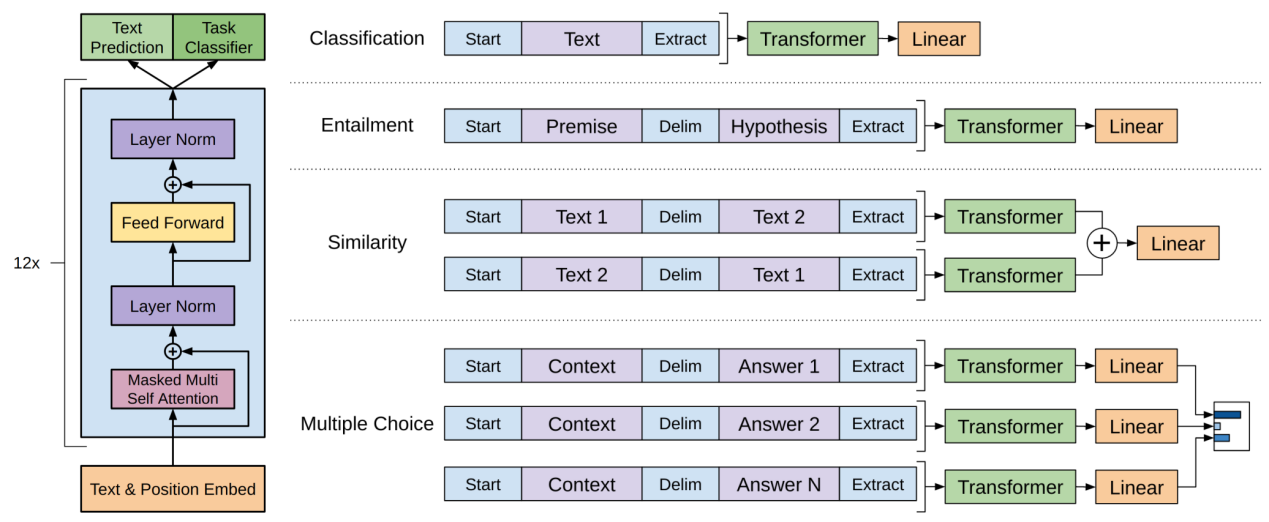 Text
Prediction
Task
Classifier
12x
Layer Norm
+
Feed Forward
Layer Norm
+
Masked Multi
Self Attention
Text & Position Embed
Classification
Start Text Extract Transformer Linear
Entailment
Start Premise Delim Hypothesis Extract Transformer Linear
Similarity
Start Text 1 Delim Text 2 Extract Transformer
+ Linear
Start Text 2 Delim Text 1 Extract Transformer
Multiple Choice
Start Context Delim Answer 1 Extract Transformer Linear
Start Context Delim Answer 2 Extract Transformer Linear
Start Context Delim Answer N Extract Transformer Linear